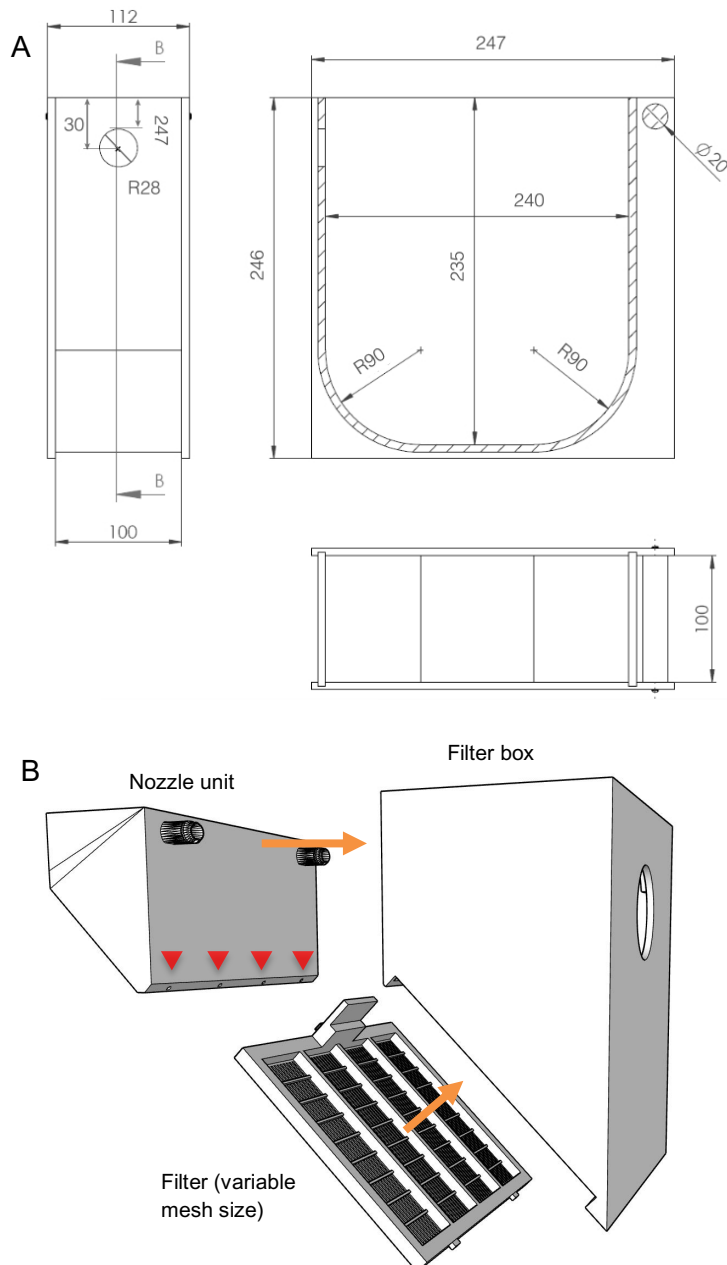 A
112
B
30
247
R28
B
100
247
246
235
240
Ø20
R90
R90
100
B
Nozzle unit
Filter box
Filter (variable
mesh size)